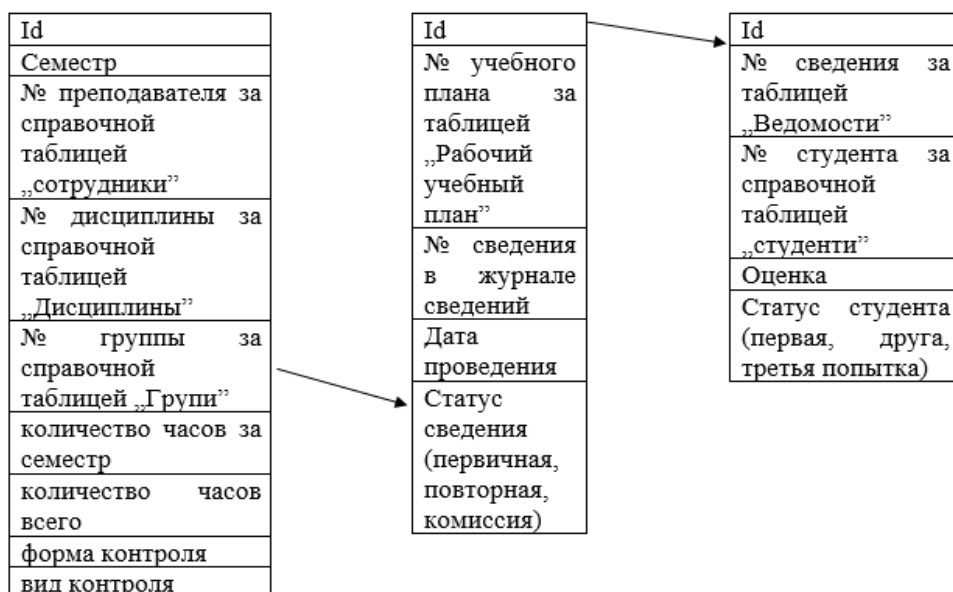 Id
Семестр
№ преподавателя за
справочной
таблицей
„сотрудники”
№ дисциплины за
справочной
таблицей
„Дисциплины”
№ группы за
справочной
таблицей „Групи”
количество часов за
семестр
количество часов
всего
форма контроля
вид контроля
Id
№ учебного
плана за
таблицей
„Рабочий
учебный
план”
№ сведения
в журнале
сведений
Дата
проведения
Статус
сведения
(первичная,
повторная,
комиссия)
Id
№ сведения за
таблицей
„Ведомости”
№ студента за
справочной
таблицей
„студенти”
Оценка
Статус студента
(первая, друга,
третья попытка)